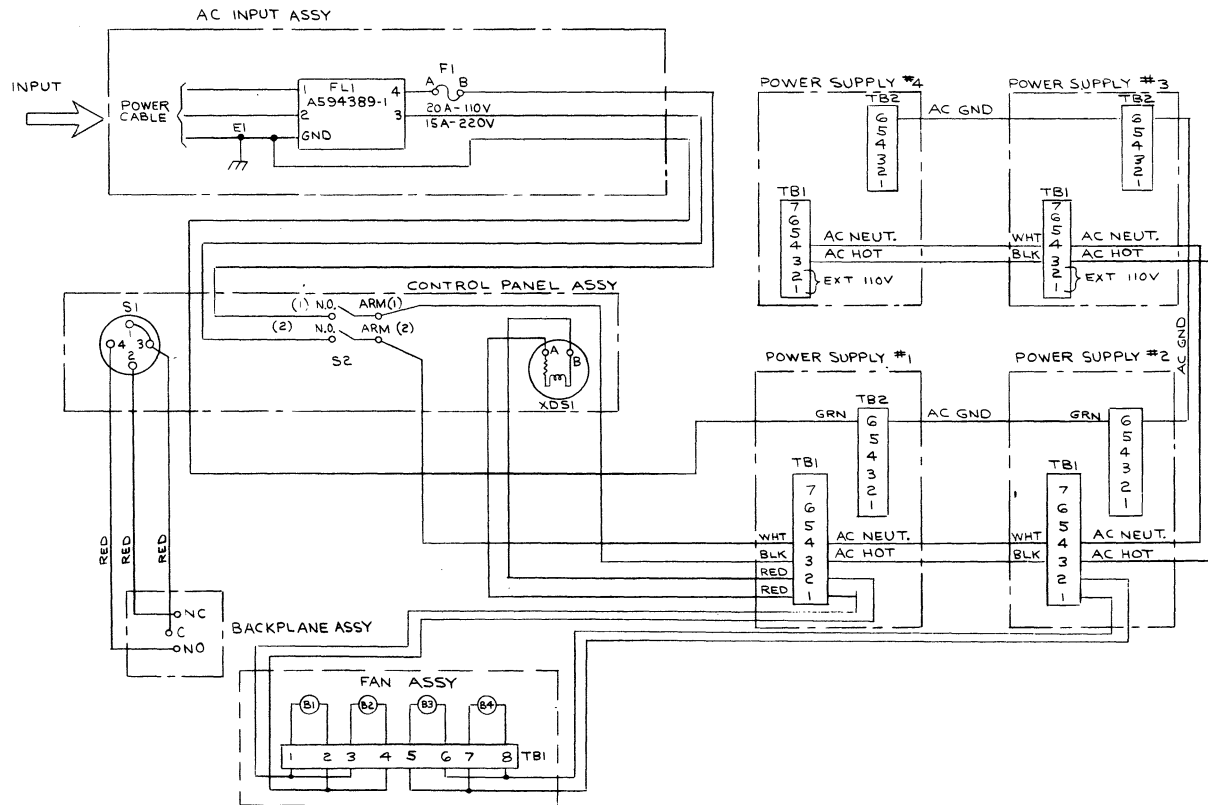 AC INPUT ASSY
INPUT
POWER CABLE
1
2
E1
GND
FL1
A594389-1
4
3
F1
A B
20A-110V
15A-220V
POWER SUPPLY #4
TB2
6
5
4
3
2
1
AC GND
TB1
7
6
5
4
3
2
1
AC NEUT.
AC HOT
EXT 110V
POWER SUPPLY #3
TB2
6
5
4
3
2
1
TB1
7
6
5
4
3
2
1
WHT
BLK
AC NEUT.
AC HOT
EXT 110V
AC GND
CONTROL PANEL ASSY
S1
1
4 3
2
(1) N.O. ARM(1)
(2) N.O. ARM (2)
S2
A B
XDS1
POWER SUPPLY #1
TB2
GRN
6
5
4
3
2
1
AC GND
TB1
7
6
5
4
3
2
1
WHT
BLK
RED
RED
AC NEUT.
AC HOT
POWER SUPPLY #2
GRN
6
5
4
3
2
1
TB1
7
6
5
4
3
2
1
WHT
BLK
AC NEUT.
AC HOT
RED
RED
RED
NC
C
NO
BACKPLANE ASSY
FAN ASSY
B1 B2 B3 B4
1 2 3 4 5 6 7 8 TB1